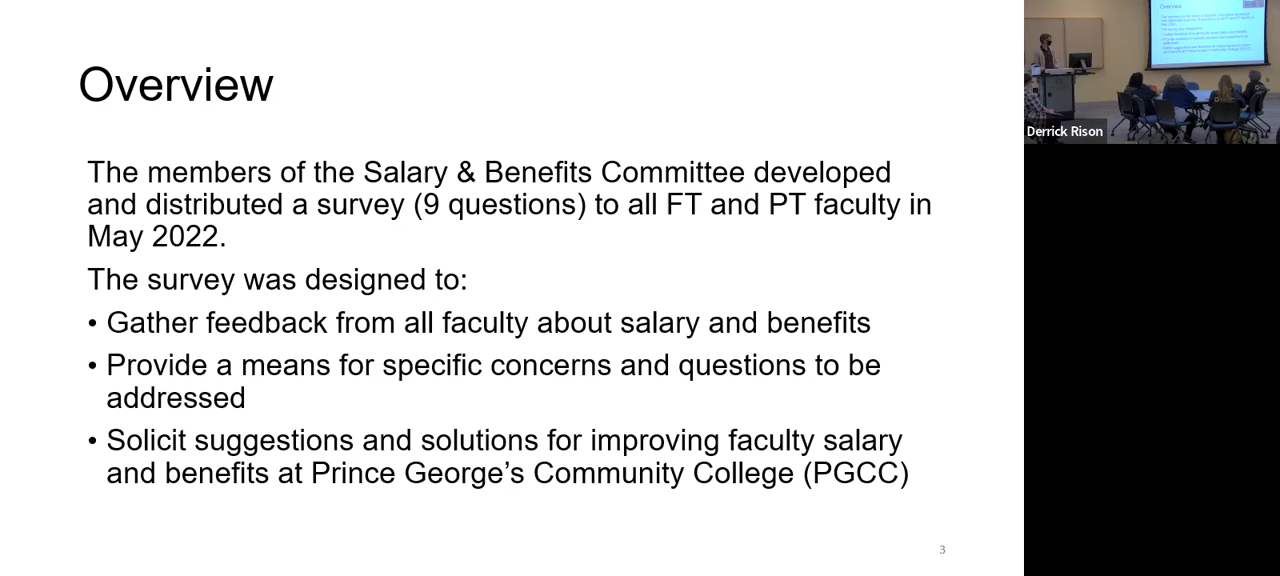 Overview
The members of the Salary & Benefits Committee developed
and distributed a survey (9 questions) to all FT and PT faculty in
May 2022.
The survey was designed to:
• Gather feedback from all faculty about salary and benefits
• Provide a means for specific concerns and questions to be
addressed
• Solicit suggestions and solutions for improving faculty salary
and benefits at Prince George’s Community College (PGCC)
3
Overview
Derrick Rison